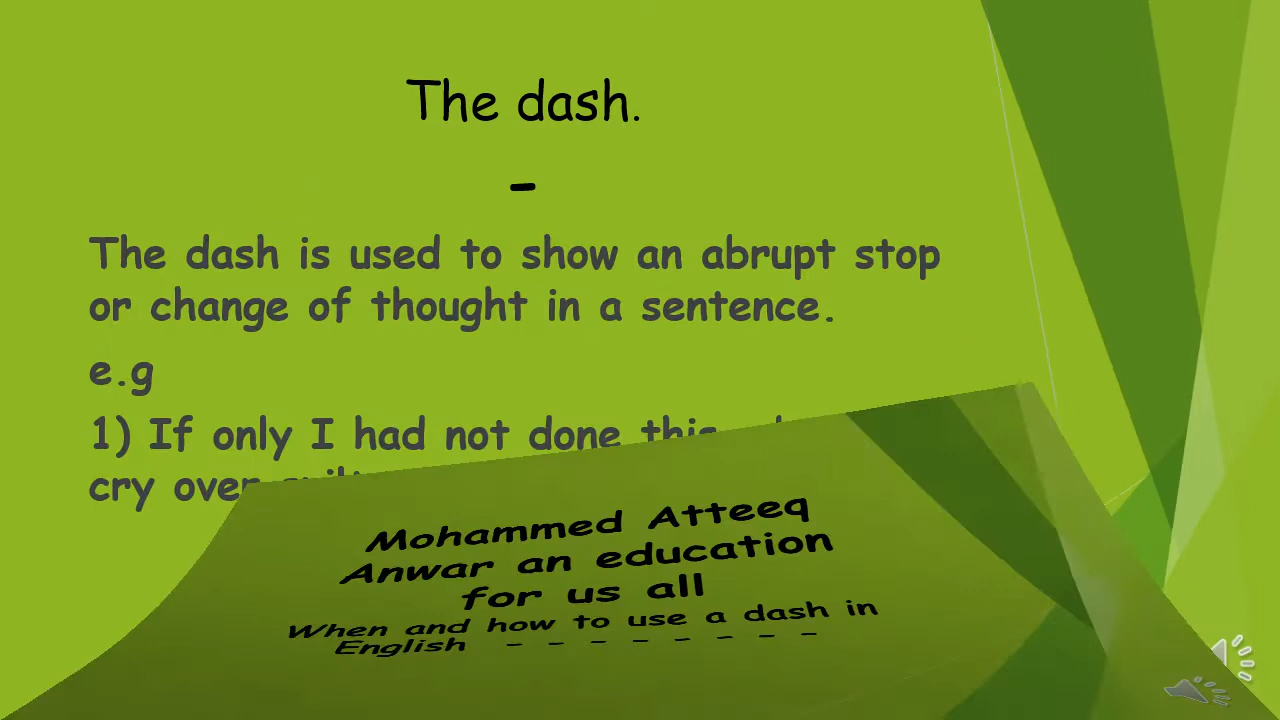 The dash.
-
The dash is used to show an abrupt stop
or change of thought in a sentence.
e.g
1) If only I had not done this
cry over
Mohammed Atteeq
Anwar an education
for us all
When and how to use a dash in
English - - - - - - - -